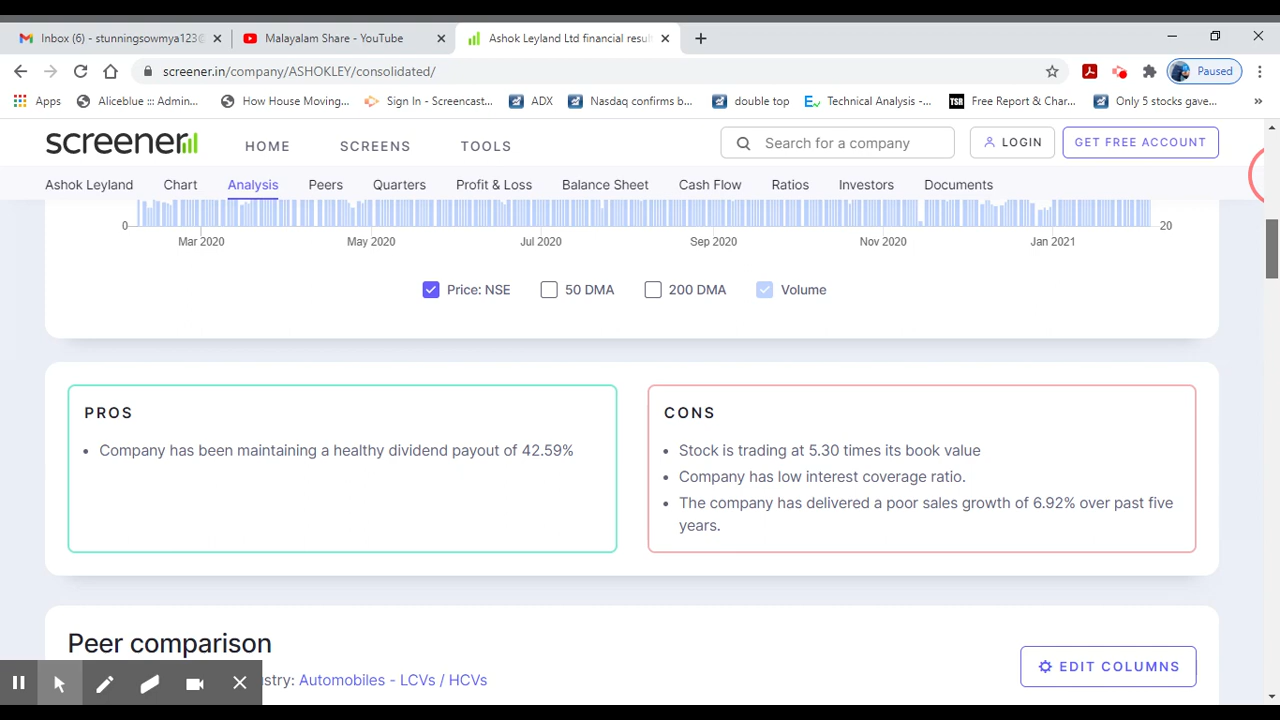 Inbox (6) - stunningsowmya123@
Malayalam Share - YouTube
Ashok Leyland Ltd financial result
screener.in/company/ASHOKLEY/consolidated/
Paused
Apps
Aliceblue ::: Admin...
How House Moving...
Sign In - Screencast...
ADX
Nasdaq confirms b...
double top
Technical Analysis -...
TSR
Free Report & Char...
Only 5 stocks gave...
»
screener
HOME
SCREENS
TOOLS
Search for a company
LOGIN
GET FREE ACCOUNT
Ashok Leyland
Chart
Analysis
Peers
Quarters
Profit & Loss
Balance Sheet
Cash Flow
Ratios
Investors
Documents
0
20
Mar 2020
May 2020
Jul 2020
Sep 2020
Nov 2020
Jan 2021
Price: NSE
50 DMA
200 DMA
Volume
PROS
• Company has been maintaining a healthy dividend payout of 42.59%
CONS
• Stock is trading at 5.30 times its book value
• Company has low interest coverage ratio.
• The company has delivered a poor sales growth of 6.92% over past five
years.
Peer comparison
stry: Automobiles - LCVs / HCVs
EDIT COLUMNS